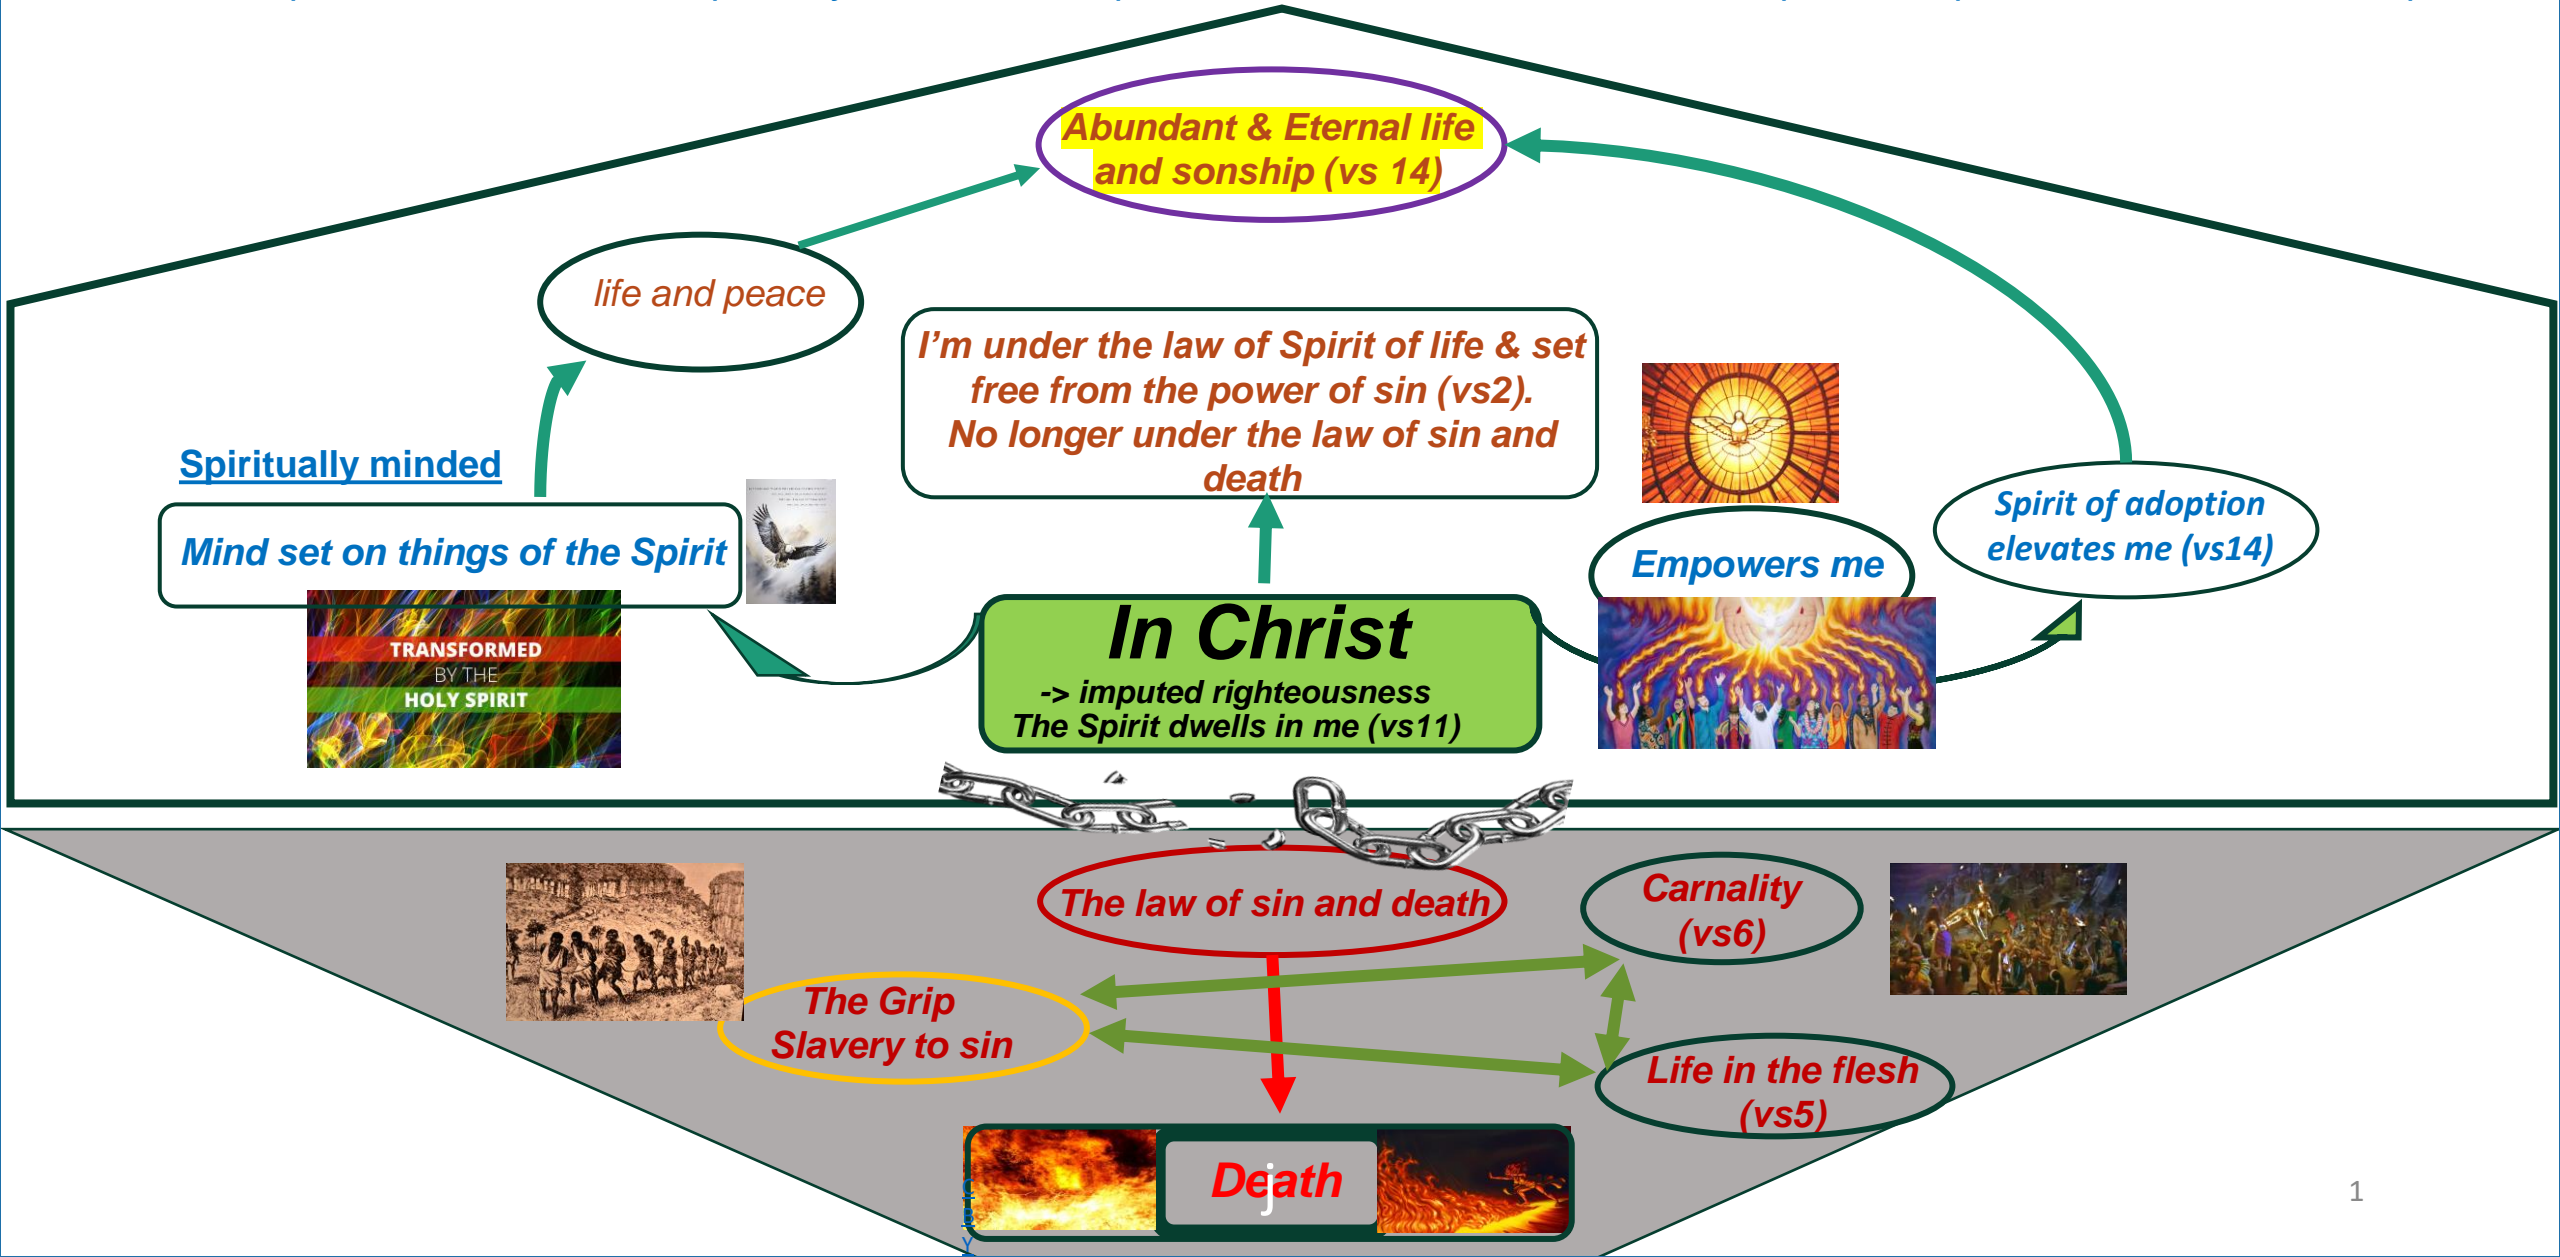 Abundant & Eternal life
and sonship (vs 14)
life and peace
I’m under the law of Spirit of life & set
free from the power of sin (vs2).
No longer under the law of sin and
death
Spiritually minded
Mind set on things of the Spirit
TRANSFORMED
BY THE
HOLY SPIRIT
In Christ
-> imputed righteousness
The Spirit dwells in me (vs11)
Empowers me
Spirit of adoption
elevates me (vs14)
The law of sin and death
Carnality
(vs6)
The Grip
Slavery to sin
Life in the flesh
(vs5)
Death
j
1